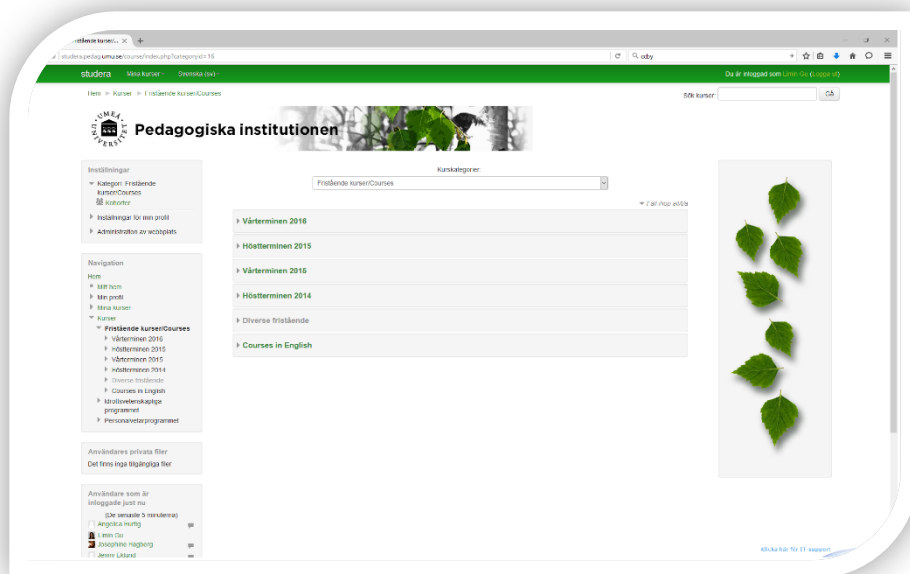 studera.pedag.umu.se/course/index.php?categoryid=16
studera Mina kurser Svenska (sv)
Du är inloggad som Limin Gu (Logga ut)
Hem Kurser Fristående kurser/Courses
Sök kurser: Gå
UMEÅ UNIVERSITET
Pedagogiska institutionen
Inställningar
Kategori: Fristående
kurser/Courses
Kohorter
Inställningar för min profil
Administration av webbplats
Navigation
Hem
Mitt hem
Min profil
Mina kurser
Kurser
Fristående kurser/Courses
Vårterminen 2016
Höstterminen 2015
Vårterminen 2015
Höstterminen 2014
Diverse fristående
Courses in English
Idrottsvetenskapliga
programmet
Personalvetarprogrammet
Användares privata filer
Det finns inga tillgängliga filer
Användare som är
inloggade just nu
(De senaste 5 minuterna)
Angelica Hurtig
Limin Gu
Josephine Hagberg
Jenny Eklund
Kurskategorier:
Fristående kurser/Courses
Fäll ihop alla
Vårterminen 2016
Höstterminen 2015
Vårterminen 2015
Höstterminen 2014
Diverse fristående
Courses in English
Klicka här för IT-support